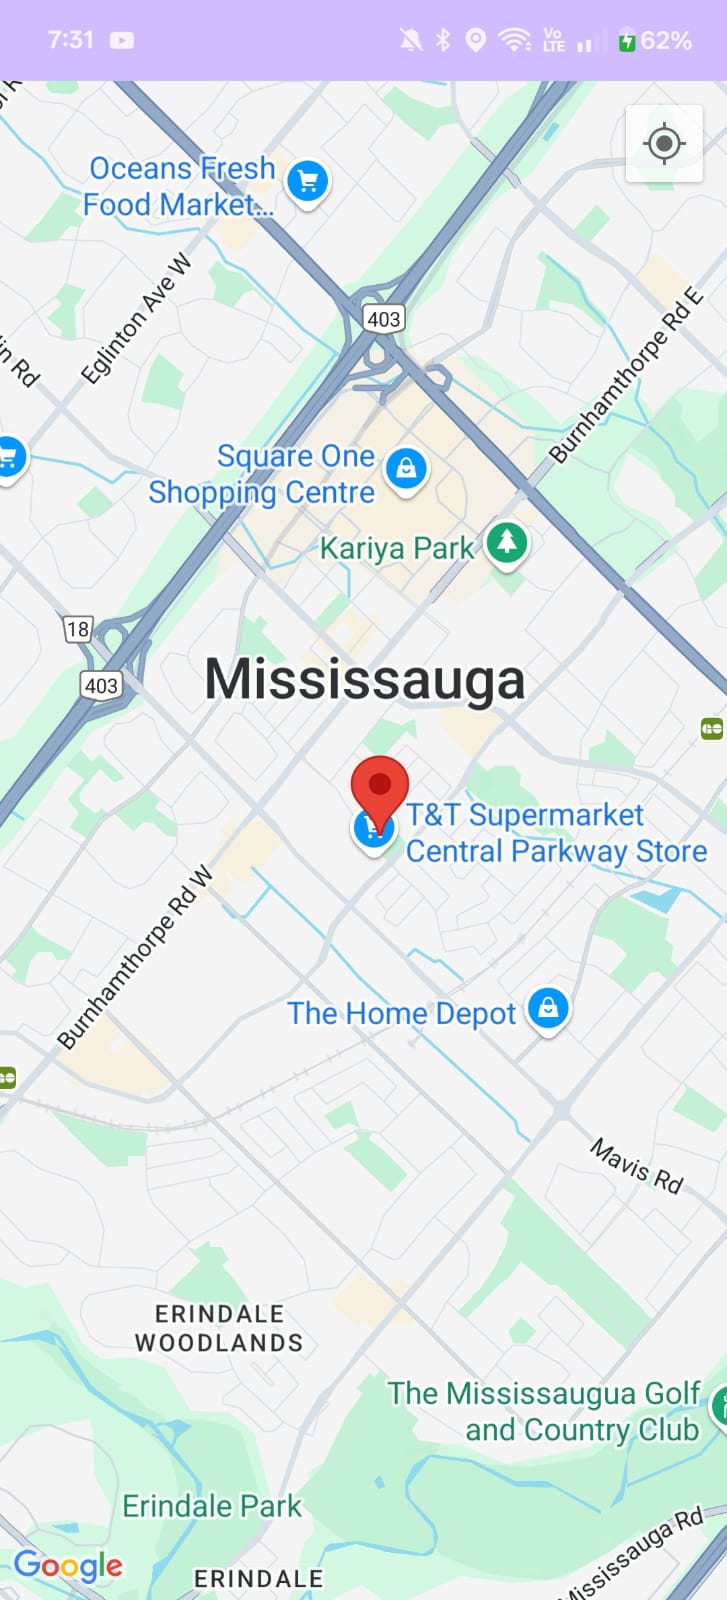 7:31
Vo
LTE
62%
Oceans Fresh
Food Market...
Eglinton Ave W
403
Burnhamthorpe Rd E
in Rd
Square One
Shopping Centre
Kariya Park
18
403
Mississauga
T&T Supermarket
Central Parkway Store
Burnhamthorpe Rd W
The Home Depot
Mavis Rd
ERINDALE
WOODLANDS
The Mississaugua Golf
and Country Club
Erindale Park
Mississauga Rd
Google
ERINDALE